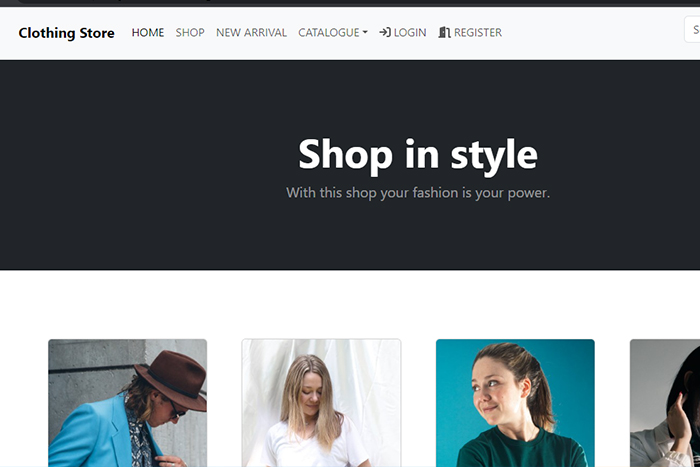 Clothing Store HOME SHOP NEW ARRIVAL CATALOGUE LOGIN REGISTER
Shop in style
With this shop your fashion is your power.